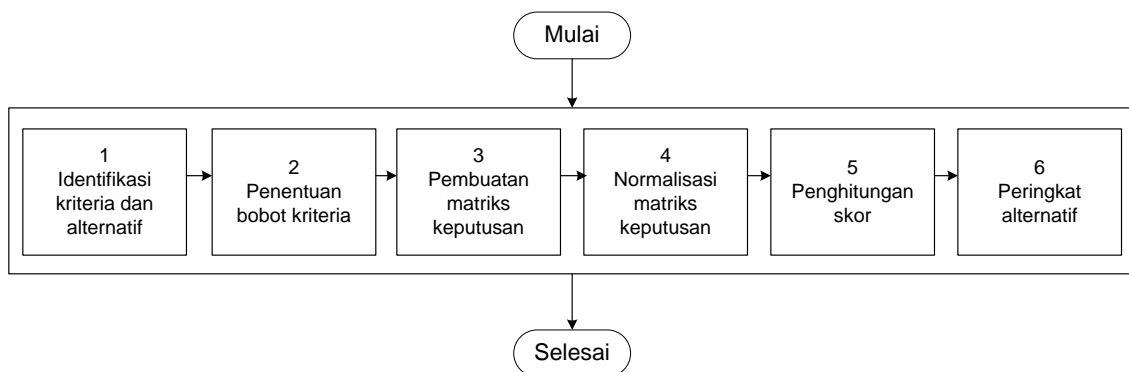 Mulai
1
Identifikasi
kriteria dan
alternatif
2
Penentuan
bobot kriteria
3
Pembuatan
matriks
keputusan
4
Normalisasi
matriks
keputusan
5
Penghitungan
skor
6
Peringkat
alternatif
Selesai